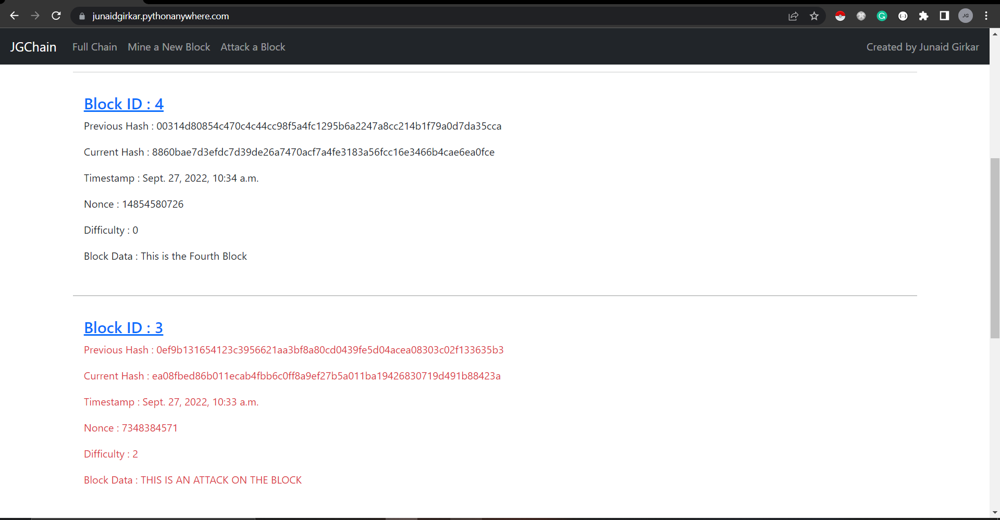 junaidgirkar.pythonanywhere.com
JG
JGChain Full Chain Mine a New Block Attack a Block Created by Junaid Girkar
Block ID : 4
Previous Hash : 00314d80854c470c4c44cc98f5a4fc1295b6a2247a8cc214b1f79a0d7da35cca
Current Hash : 8860bae7d3efdc7d39de26a7470acf7a4fe3183a56fcc16e3466b4cae6ea0fce
Timestamp : Sept. 27, 2022, 10:34 a.m.
Nonce : 14854580726
Difficulty : 0
Block Data : This is the Fourth Block
Block ID : 3
Previous Hash : 0ef9b131654123c3956621aa3bf8a80cd0439fe5d04acea08303c02f133635b3
Current Hash : ea08fbed86b011ecab4fbb6c0ff8a9ef27b5a011ba19426830719d491b88423a
Timestamp : Sept. 27, 2022, 10:33 a.m.
Nonce : 7348384571
Difficulty : 2
Block Data : THIS IS AN ATTACK ON THE BLOCK